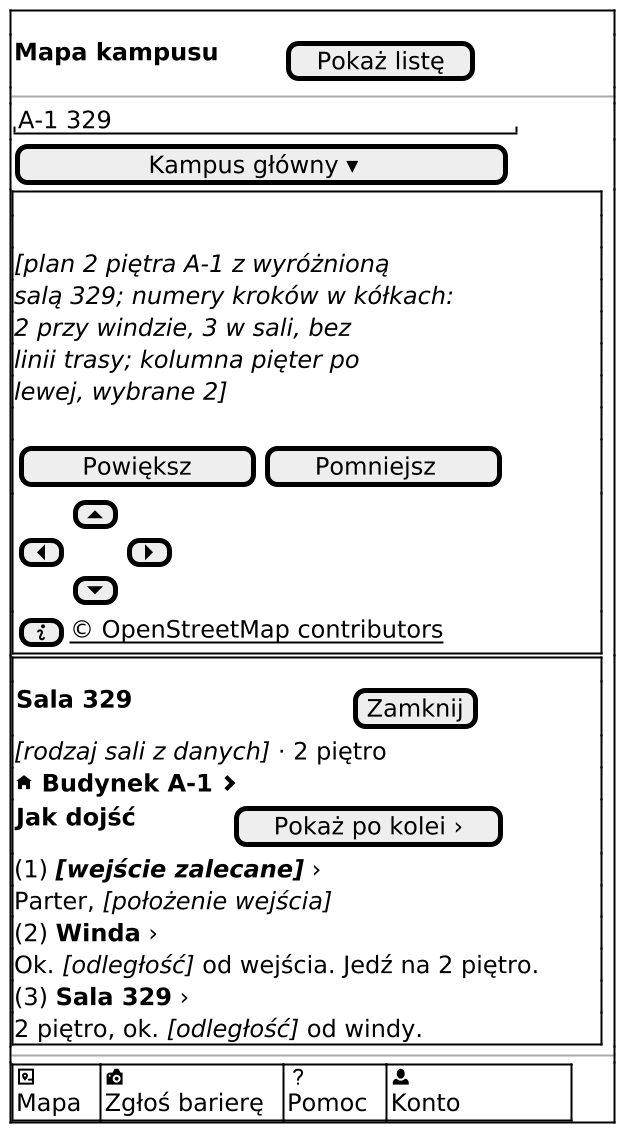 Mapa kampusu
Pokaż listę
A-1 329
Kampus główny ▾
[plan 2 piętra A-1 z wyróżnioną
salą 329; numery kroków w kółkach:
2 przy windzie, 3 w sali, bez
linii trasy; kolumna pięter po
lewej, wybrane 2]
Powiększ
Pomniejsz
i © OpenStreetMap contributors
Sala 329
Zamknij
[rodzaj sali z danych] · 2 piętro
Budynek A-1
Jak dojść
Pokaż po kolei ›
(1) [wejście zalecane] ›
Parter, [położenie wejścia]
(2) Winda ›
Ok. [odległość] od wejścia. Jedź na 2 piętro.
(3) Sala 329 ›
2 piętro, ok. [odległość] od windy.
?
Mapa
Zgłoś barierę
Pomoc
Konto